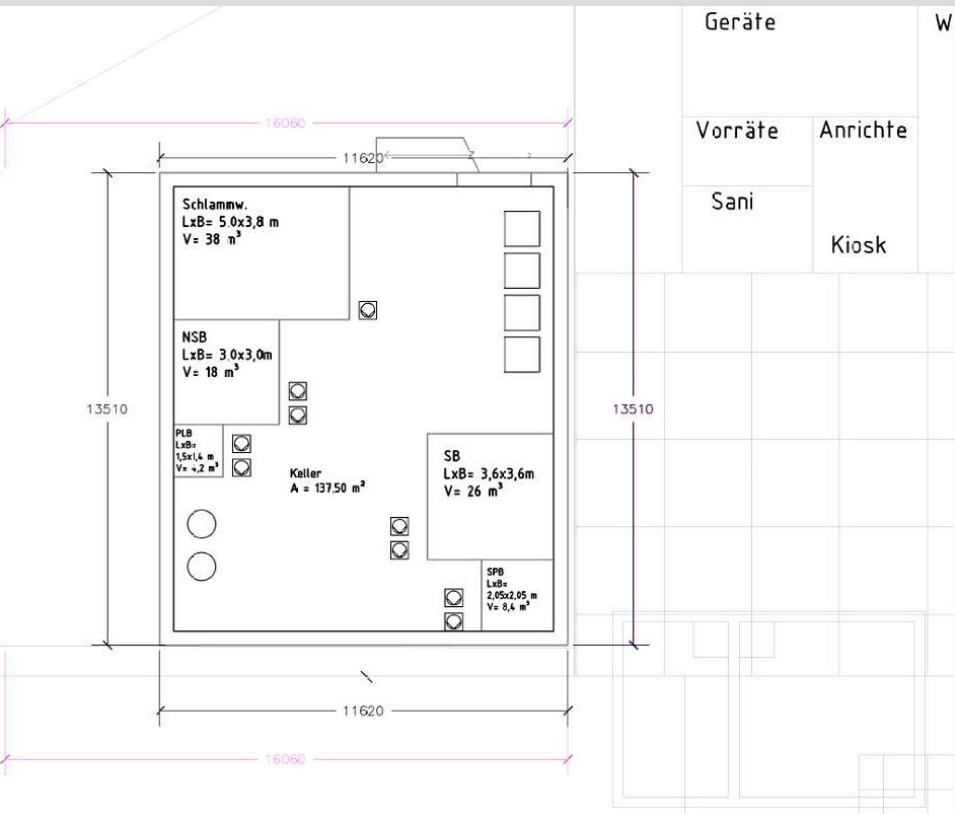 Geräte
W
16060
Vorräte
Anrichte
11620
Z
Sani
Kiosk
Schlammw.
LxB= 5.0x3,8 m
V= 38 m³
NSB
LxB= 3.0x3,0m
V= 18 m³
13510
13510
PLB
LxB=
1,5x1,4 m
V= 4,2 m³
Keller
A = 137.50 m²
SB
LxB= 3,6x3,6m
V= 26 m³
SPB
LxB=
2,05x2,05 m
V= 8,4 m³
11620
16060